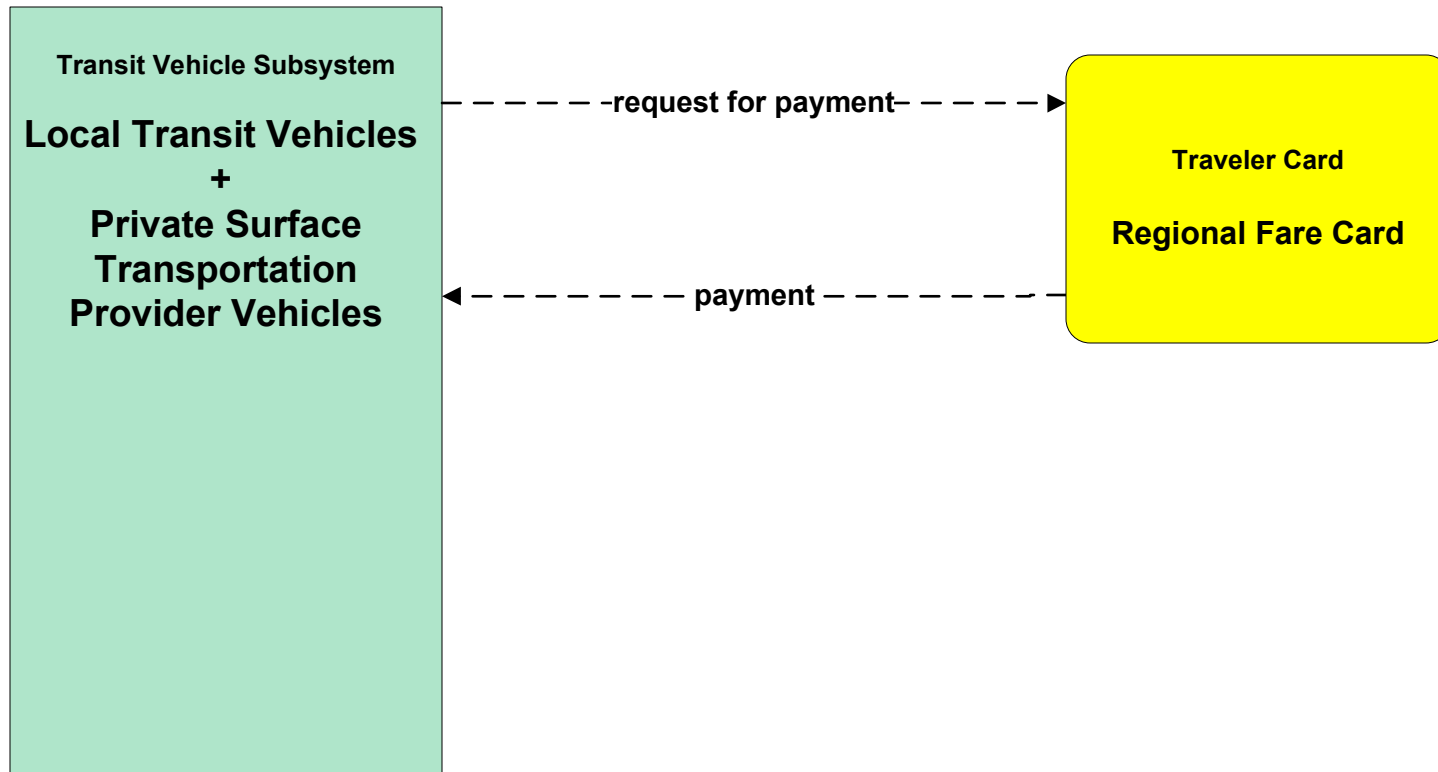 Transit Vehicle Subsystem
Local Transit Vehicles
+
Private Surface
Transportation
Provider Vehicles
request for payment
payment
Traveler Card
Regional Fare Card